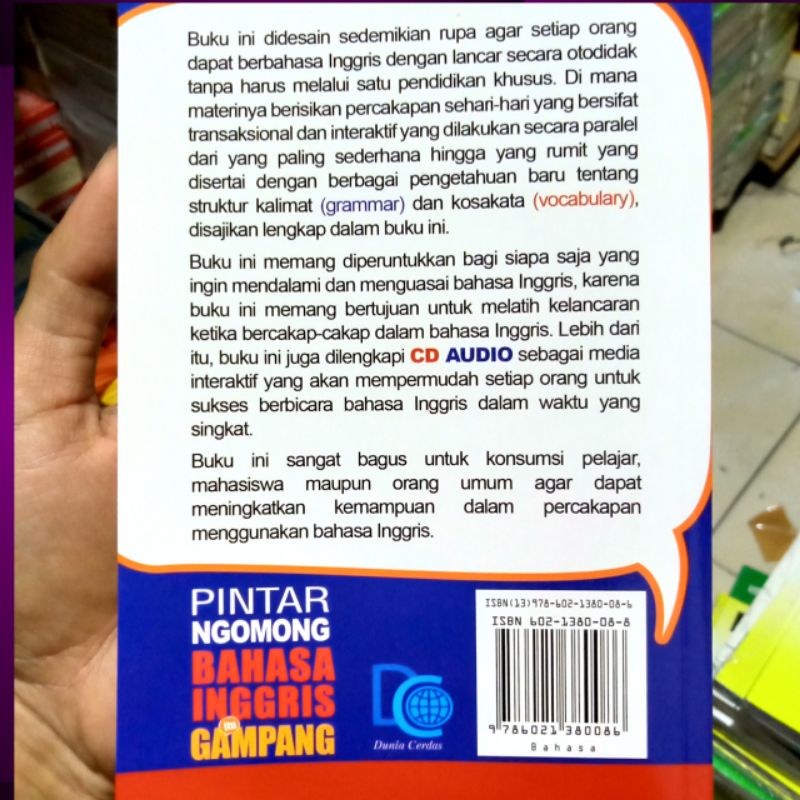 Buku ini didesain sedemikian rupa agar setiap orang
dapat berbahasa Inggris dengan lancar secara otodidak
tanpa harus melalui satu pendidikan khusus. Di mana
materinya berisikan percakapan sehari-hari yang bersifat
transaksional dan interaktif yang dilakukan secara paralel
dari yang paling sederhana hingga yang rumit yang
disertai dengan berbagai pengetahuan baru tentang
struktur kalimat (grammar) dan kosakata (vocabulary),
disajikan lengkap dalam buku ini.
Buku ini memang diperuntukkan bagi siapa saja yang
ingin mendalami dan menguasai bahasa Inggris, karena
buku ini memang bertujuan untuk melatih kelancaran
ketika bercakap-cakap dalam bahasa Inggris. Lebih dari
itu, buku ini juga dilengkapi CD AUDIO sebagai media
interaktif yang akan mempermudah setiap orang untuk
sukses berbicara bahasa Inggris dalam waktu yang
singkat.
Buku ini sangat bagus untuk konsumsi pelajar,
mahasiswa maupun orang umum agar dapat
meningkatkan kemampuan dalam percakapan
menggunakan bahasa Inggris.
PINTAR
NGOMONG
BAHASA
INGGRIS
itu
GAMPANG
DC
Dunia Cerdas
ISBN(13)978-602-1380-08-6
ISBN 602-1380-08-8
9 786021 380086
Bahasa